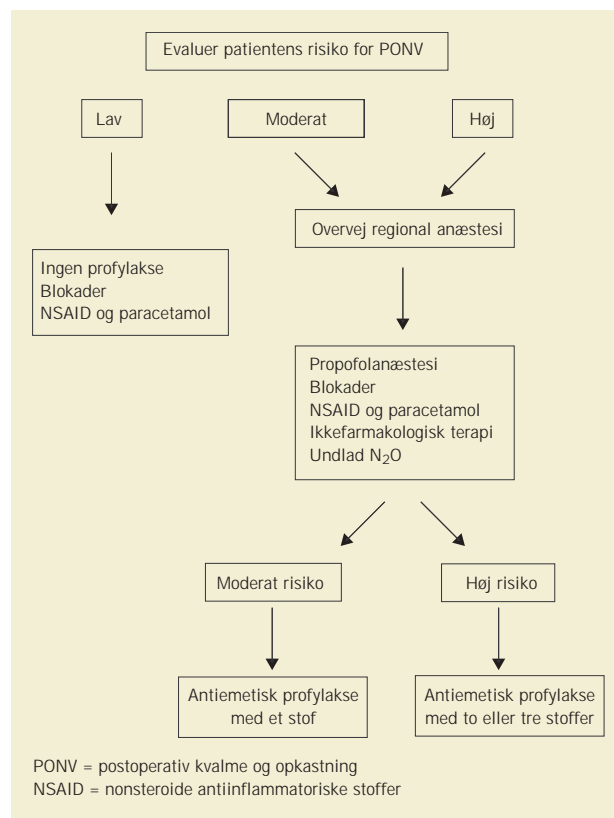 Evaluer patientens risiko for PONV
Lav
Moderat
Høj
Overvej regional anæstesi
Ingen profylakse
Blokader
NSAID og paracetamol
Propofolanæstesi
Blokader
NSAID og paracetamol
Ikkefarmakologisk terapi
Undlad N₂O
Moderat risiko
Høj risiko
Antiemetisk profylakse
med et stof
Antiemetisk profylakse
med to eller tre stoffer
PONV = postoperativ kvalme og opkastning
NSAID = nonsteroide antiinflammatoriske stoffer